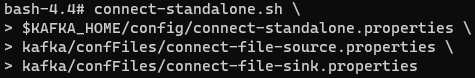 bash-4.4# connect-standalone.sh \
> $KAFKA_HOME/config/connect-standalone.properties \
> kafka/confFiles/connect-file-source.properties \
> kafka/confFiles/connect-file-sink.properties